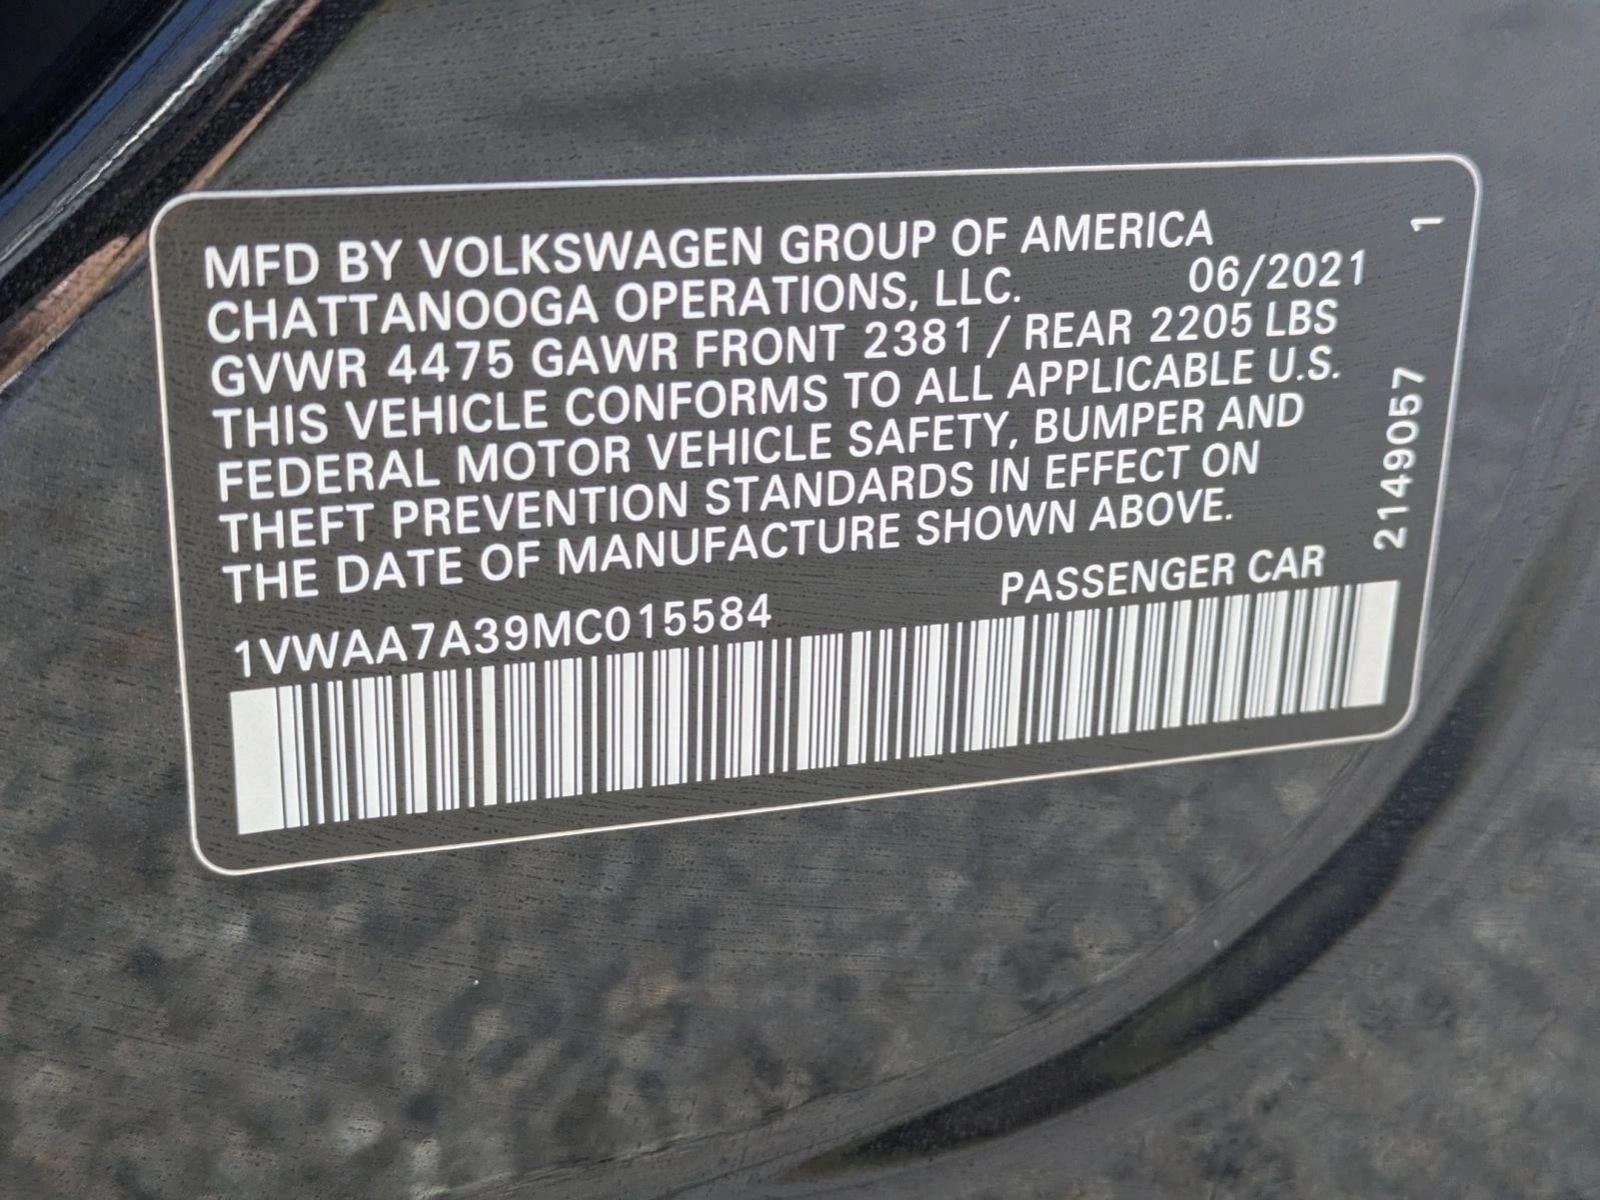 MFD BY VOLKSWAGEN GROUP OF AMERICA
CHATTANOOGA OPERATIONS, LLC. 06/2021
GVWR 4475 GAWR FRONT 2381 / REAR 2205 LBS
THIS VEHICLE CONFORMS TO ALL APPLICABLE U.S.
FEDERAL MOTOR VEHICLE SAFETY, BUMPER AND
THEFT PREVENTION STANDARDS IN EFFECT ON
THE DATE OF MANUFACTURE SHOWN ABOVE.
1VWAA7A39MC015584 PASSENGER CAR
2149057 1